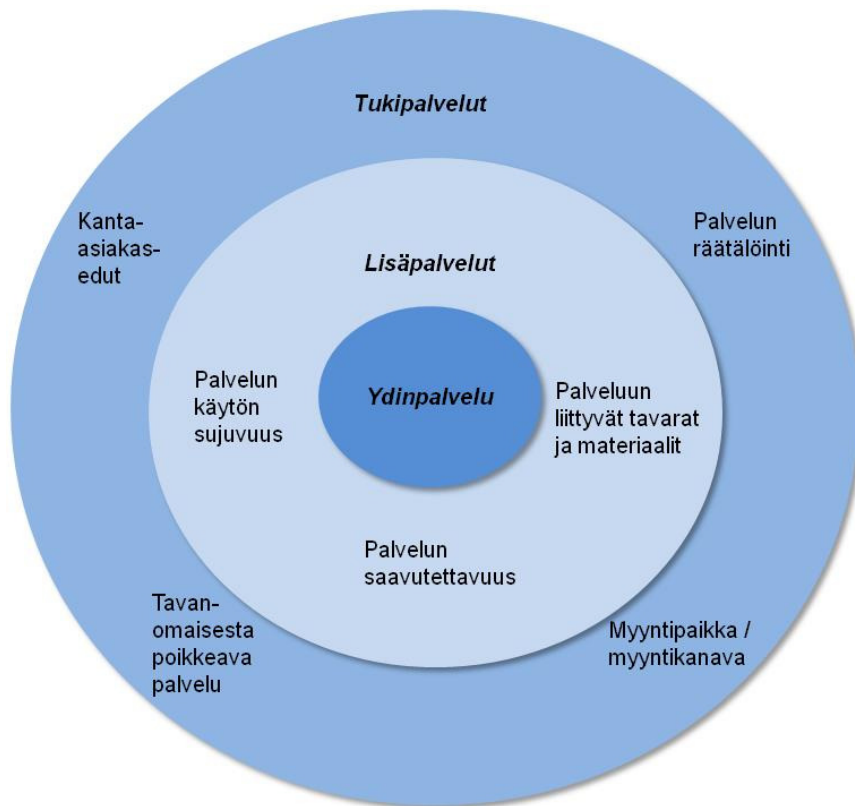 Tukipalvelut
Kanta-
asiakas-
edut
Palvelun
räätälöinti
Lisäpalvelut
Palvelun
käytön
sujuvuus
Ydinpalvelu
Palveluun
liittyvät tavarat
ja materiaalit
Palvelun
saavutettavuus
Tavan-
omaisesta
poikkeava
palvelu
Myyntipaikka /
myyntikanava